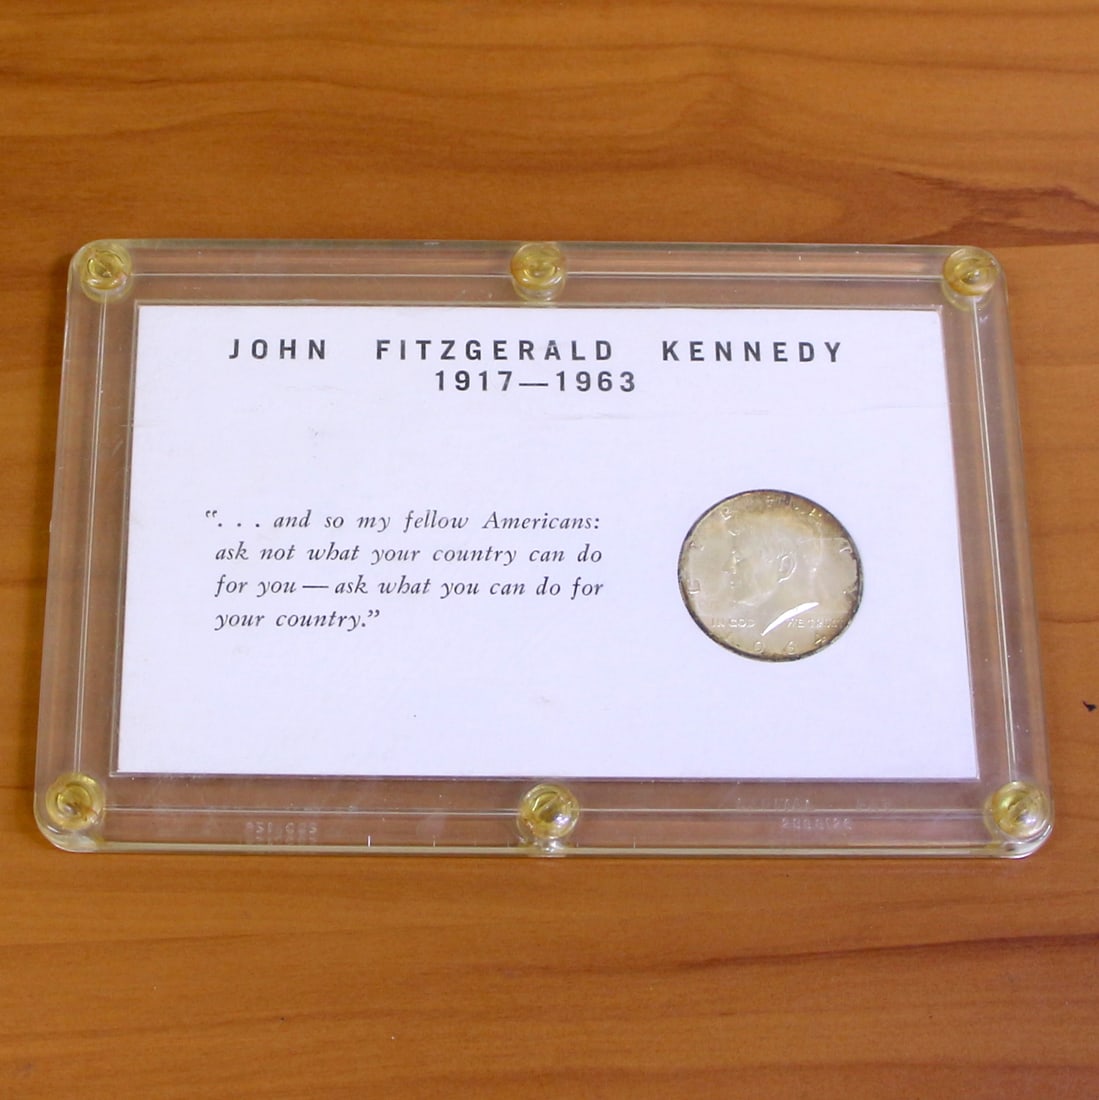 JOHN FITZGERALD KENNEDY
1917—1963
“. . . and so my fellow Americans:
ask not what your country can do
for you — ask what you can do for
your country.”
LIBERTY
IN GOD WE TRUST
1964